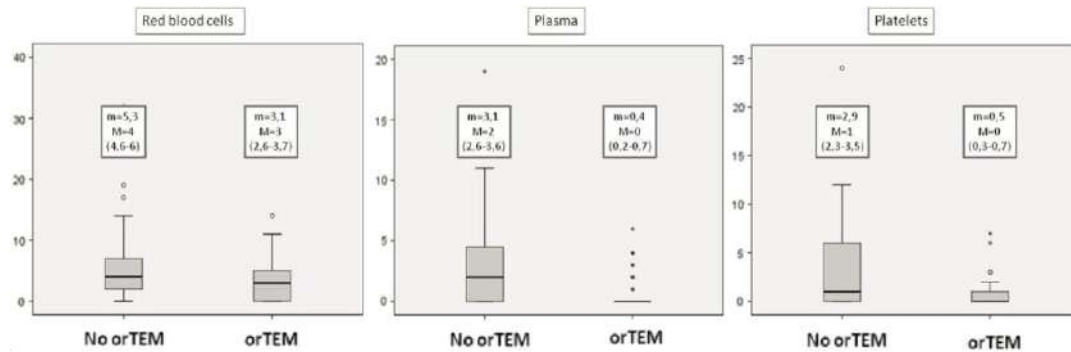 Red blood cells
40
30
20
10
0
m=5,3
M=4
(4,6-6)
m=3,1
M=3
(2,6-3,7)
No orTEM
orTEM
Plasma
20
15
10
5
0
m=3,1
M=2
(2,6-3,6)
m=0,4
M=0
(0,2-0,7)
No orTEM
orTEM
Platelets
25
20
15
10
5
0
m=2,9
M=1
(2,3-3,5)
m=0,5
M=0
(0,3-0,7)
No orTEM
orTEM